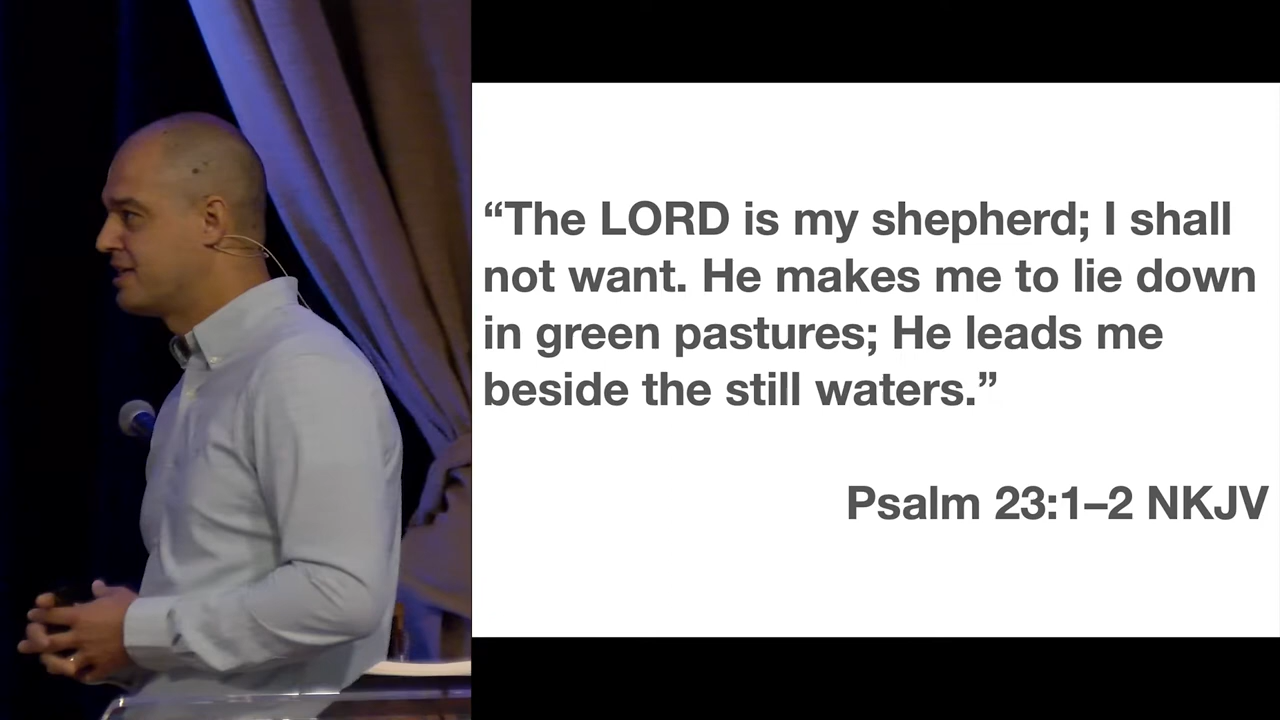 “The LORD is my shepherd; I shall
not want. He makes me to lie down
in green pastures; He leads me
beside the still waters.”
Psalm 23:1–2 NKJV